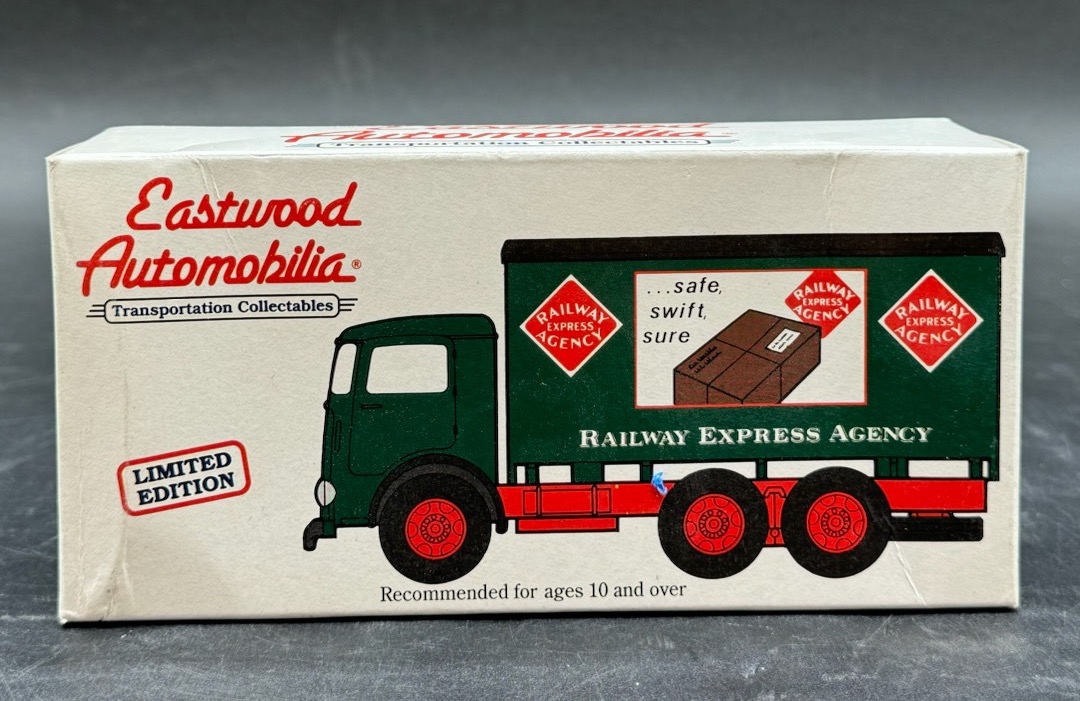 Automobilia
Transportation Collectables
Eastwood
Automobilia®
Transportation Collectables
LIMITED
EDITION
RAILWAY
EXPRESS
AGENCY
...safe,
swift,
sure
RAILWAY
EXPRESS
AGENCY
RAILWAY
EXPRESS
AGENCY
RAILWAY EXPRESS AGENCY
Recommended for ages 10 and over